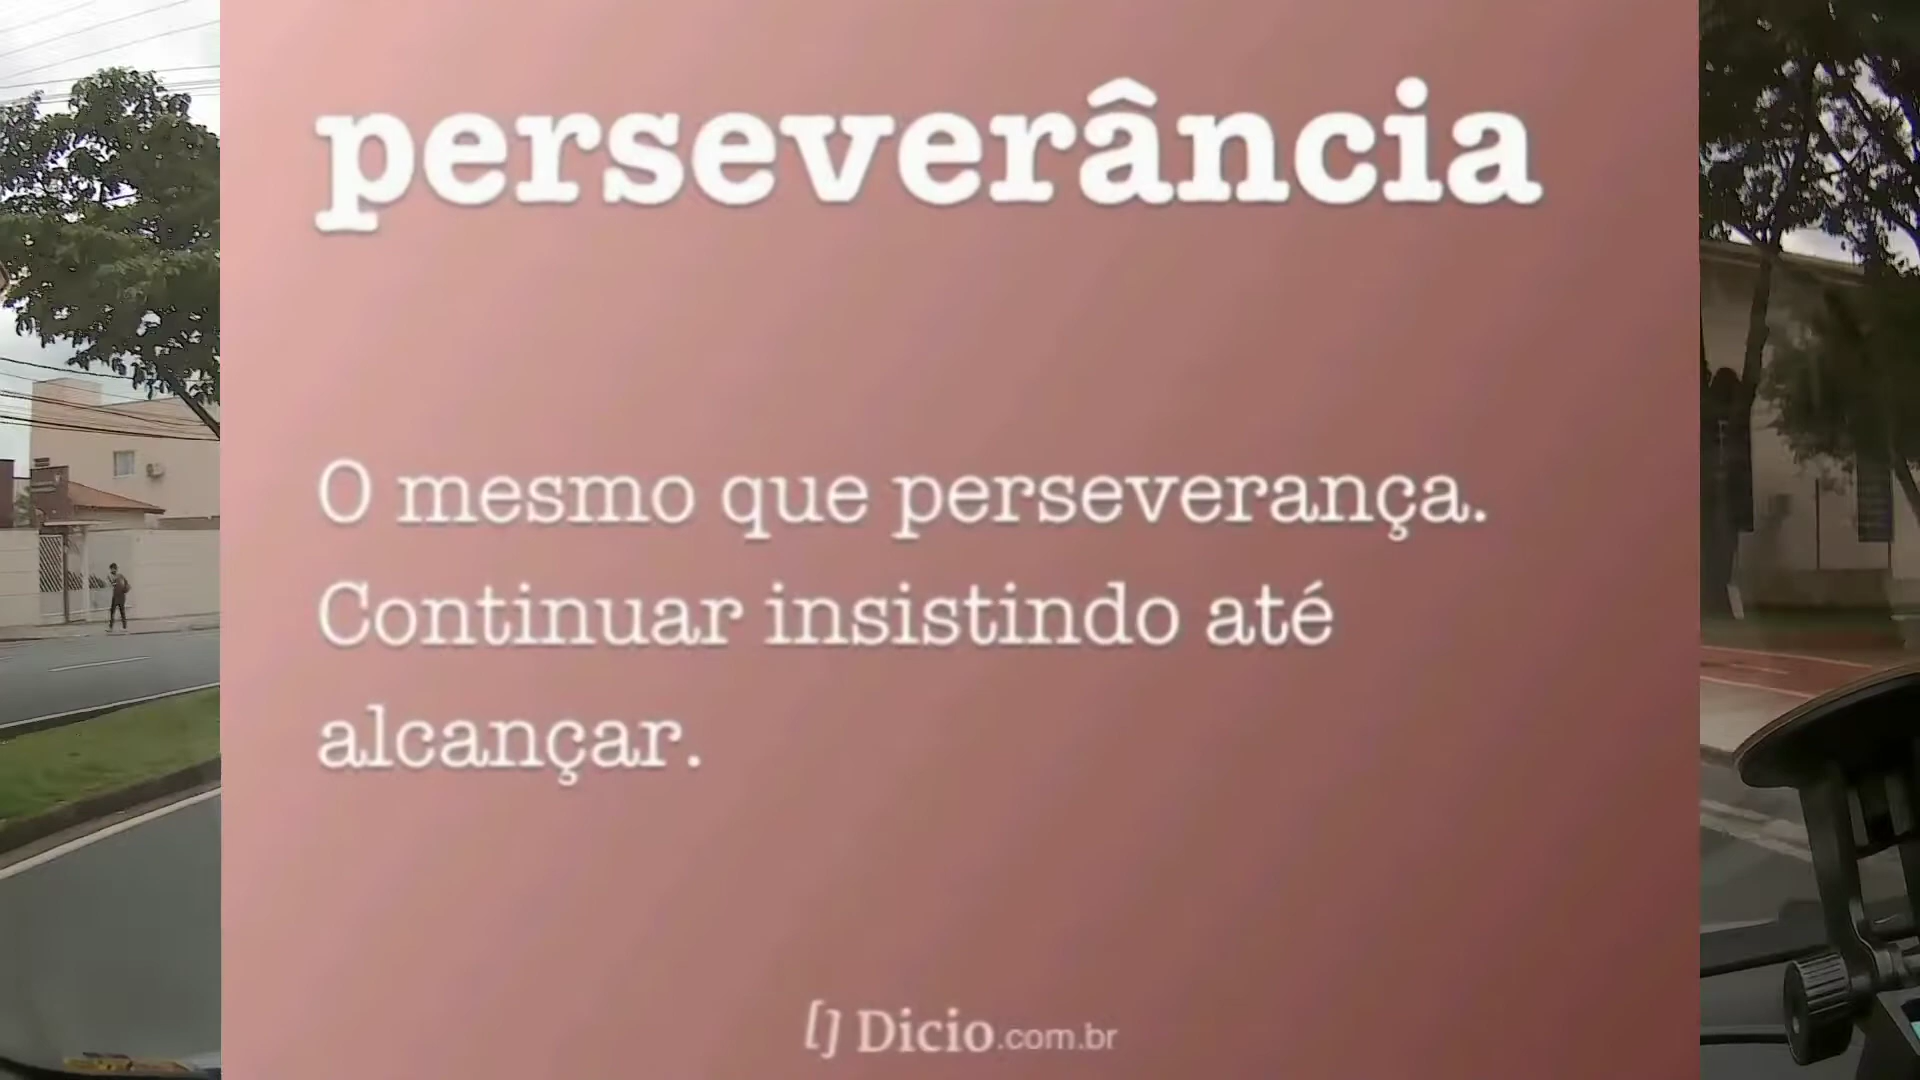 perseverância
O mesmo que perseverança.
Continuar insistindo até
alcançar.
Dicio.com.br